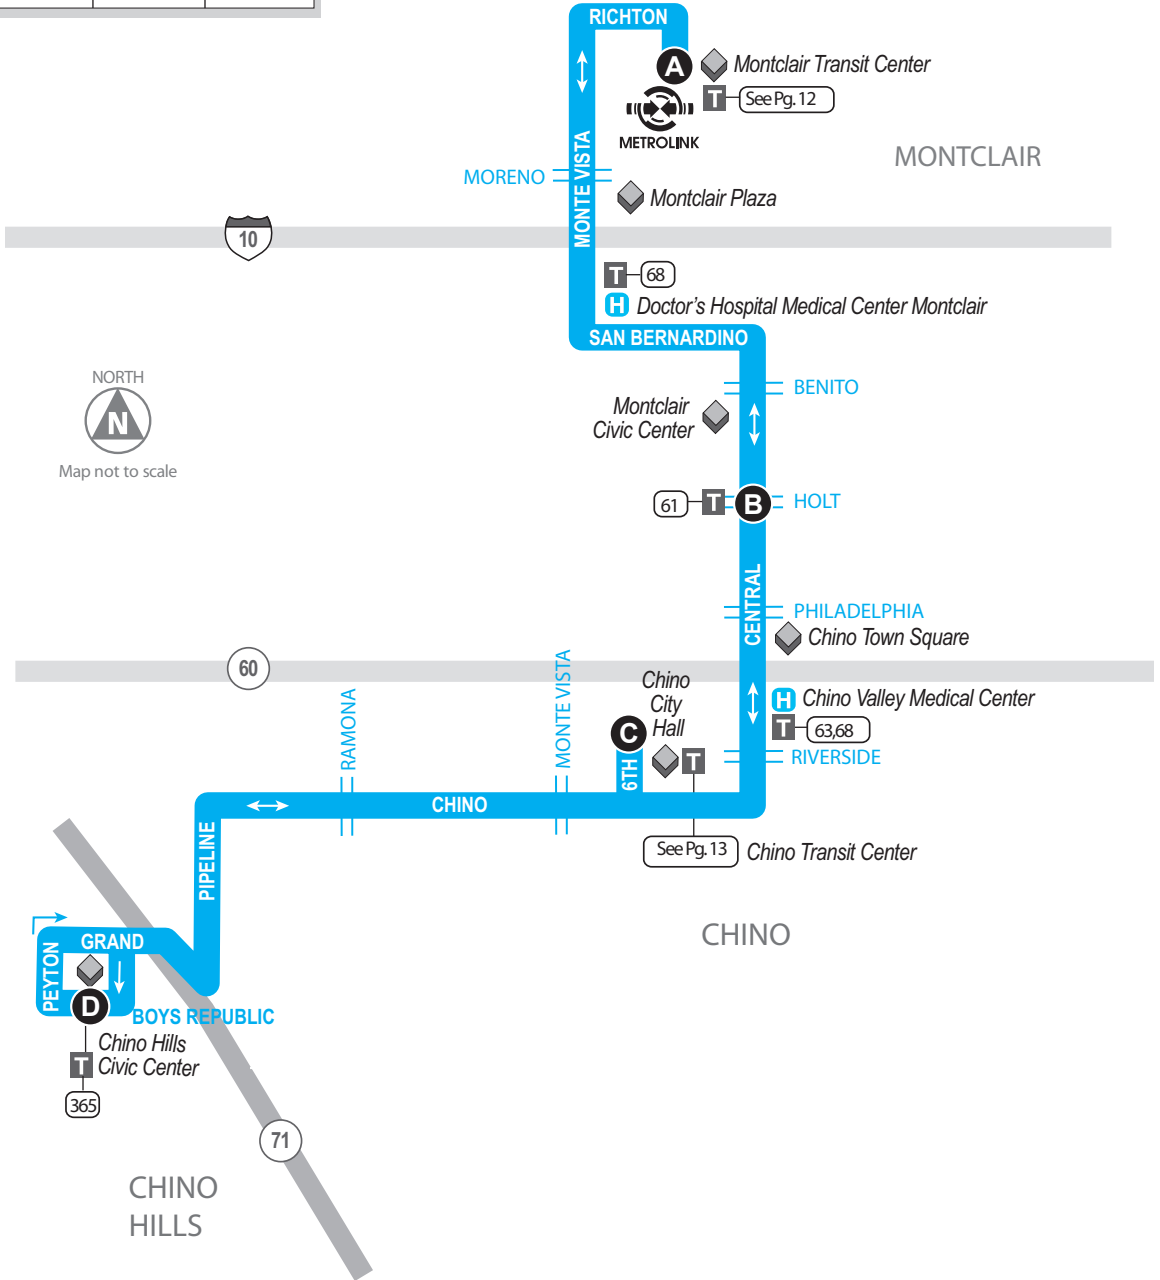 RICHTON
A
Montclair Transit Center
T
See Pg. 12
METROLINK
MONTCLAIR
MORENO
MONTE VISTA
Montclair Plaza
10
T
68
H
Doctor's Hospital Medical Center Montclair
SAN BERNARDINO
NORTH
N
Map not to scale
BENITO
Montclair
Civic Center
61
T
B
HOLT
CENTRAL
PHILADELPHIA
Chino Town Square
60
MONTE VISTA
RAMONA
Chino
City
Hall
C
6TH
T
H
Chino Valley Medical Center
T
63,68
RIVERSIDE
CHINO
See Pg. 13
Chino Transit Center
PIPELINE
CHINO
GRAND
PEYTON
D
BOYS REPUBLIC
Chino Hills
Civic Center
T
365
71
CHINO
HILLS